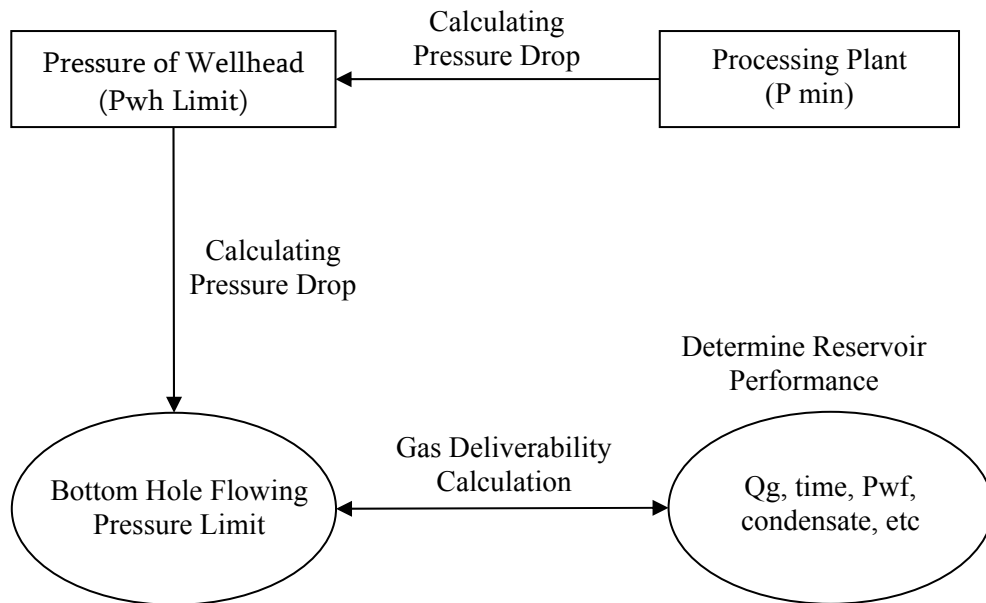 Calculating
Pressure Drop
Pressure of Wellhead
(Pwh Limit)
Processing Plant
(P min)
Calculating
Pressure Drop
Determine Reservoir
Performance
Gas Deliverability
Calculation
Bottom Hole Flowing
Pressure Limit
Qg, time, Pwf,
condensate, etc